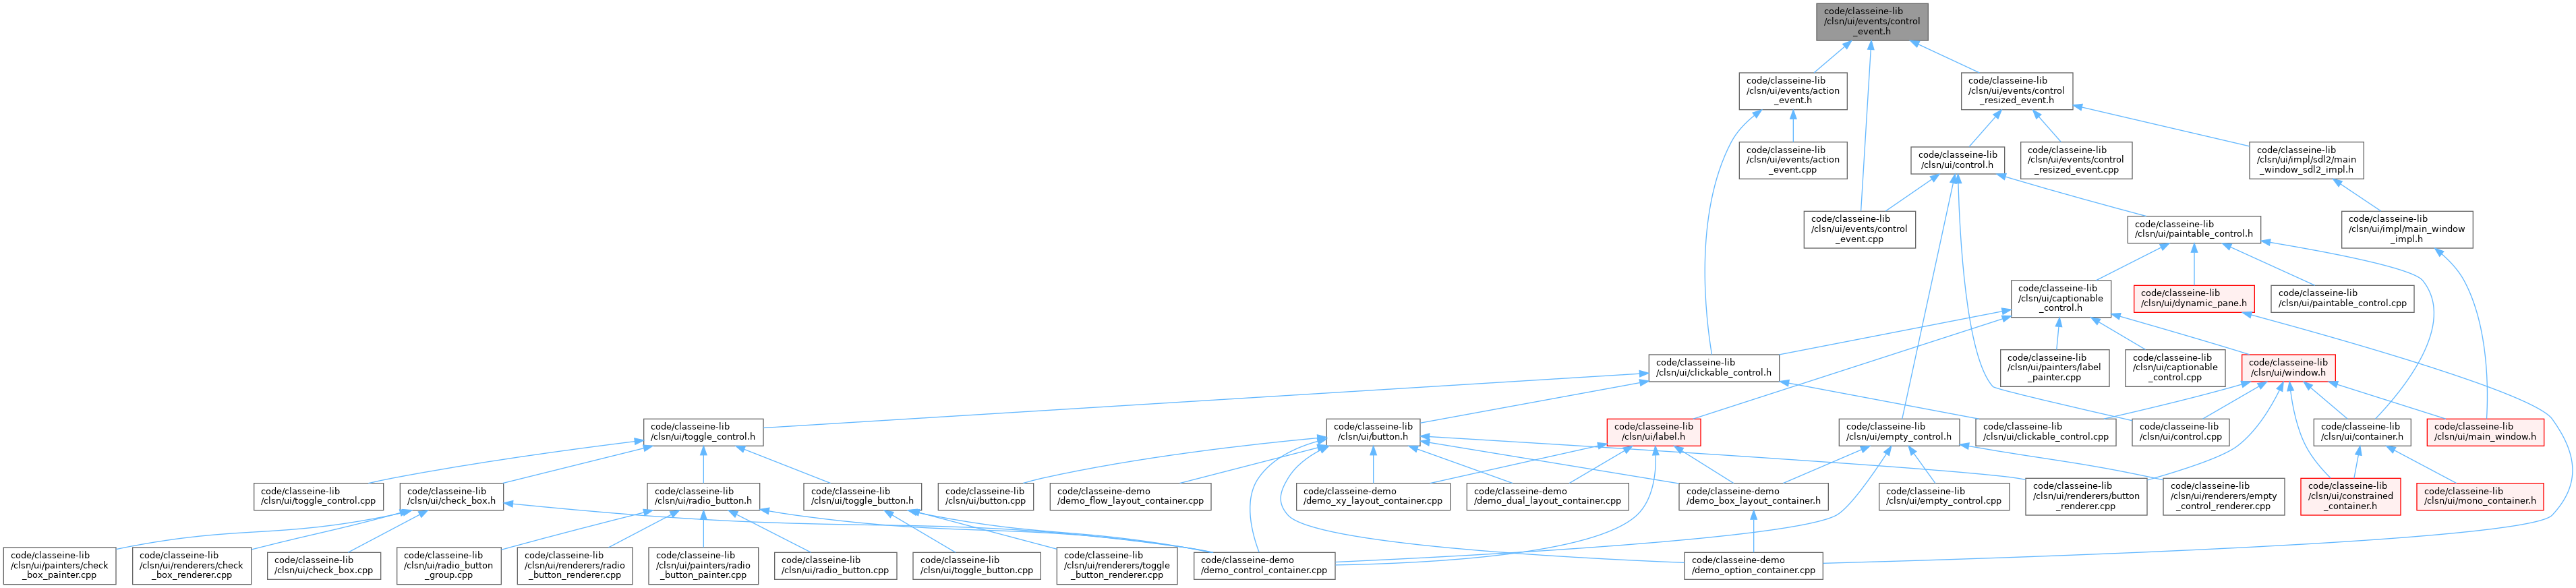 code/classeine-lib
/clsn/ui/events/control
_event.h
code/classeine-lib
/clsn/ui/events/action
_event.h
code/classeine-lib
/clsn/ui/events/control
_resized_event.h
code/classeine-lib
/clsn/ui/events/action
_event.cpp
code/classeine-lib
/clsn/ui/control.h
code/classeine-lib
/clsn/ui/events/control
_resized_event.cpp
code/classeine-lib
/clsn/ui/impl/sdl2/main
_window_sdl2_impl.h
code/classeine-lib
/clsn/ui/events/control
_event.cpp
code/classeine-lib
/clsn/ui/paintable_control.h
code/classeine-lib
/clsn/ui/impl/main_window
_impl.h
code/classeine-lib
/clsn/ui/captionable
_control.h
code/classeine-lib
/clsn/ui/dynamic_pane.h
code/classeine-lib
/clsn/ui/paintable_control.cpp
code/classeine-lib
/clsn/ui/clickable_control.h
code/classeine-lib
/clsn/ui/painters/label
_painter.cpp
code/classeine-lib
/clsn/ui/captionable
_control.cpp
code/classeine-lib
/clsn/ui/window.h
code/classeine-lib
/clsn/ui/toggle_control.h
code/classeine-lib
/clsn/ui/button.h
code/classeine-lib
/clsn/ui/label.h
code/classeine-lib
/clsn/ui/empty_control.h
code/classeine-lib
/clsn/ui/clickable_control.cpp
code/classeine-lib
/clsn/ui/control.cpp
code/classeine-lib
/clsn/ui/container.h
code/classeine-lib
/clsn/ui/main_window.h
code/classeine-lib
/clsn/ui/toggle_control.cpp
code/classeine-lib
/clsn/ui/check_box.h
code/classeine-lib
/clsn/ui/radio_button.h
code/classeine-lib
/clsn/ui/toggle_button.h
code/classeine-lib
/clsn/ui/button.cpp
code/classeine-demo
/demo_flow_layout_container.cpp
code/classeine-demo
/demo_xy_layout_container.cpp
code/classeine-demo
/demo_dual_layout_container.cpp
code/classeine-demo
/demo_box_layout_container.h
code/classeine-lib
/clsn/ui/empty_control.cpp
code/classeine-lib
/clsn/ui/renderers/button
_renderer.cpp
code/classeine-lib
/clsn/ui/renderers/empty
_control_renderer.cpp
code/classeine-lib
/clsn/ui/constrained
_container.h
code/classeine-lib
/clsn/ui/mono_container.h
code/classeine-lib
/clsn/ui/painters/check
_box_painter.cpp
code/classeine-lib
/clsn/ui/renderers/check
_box_renderer.cpp
code/classeine-lib
/clsn/ui/check_box.cpp
code/classeine-lib
/clsn/ui/radio_button
_group.cpp
code/classeine-lib
/clsn/ui/renderers/radio
_button_renderer.cpp
code/classeine-lib
/clsn/ui/painters/radio
_button_painter.cpp
code/classeine-lib
/clsn/ui/radio_button.cpp
code/classeine-lib
/clsn/ui/toggle_button.cpp
code/classeine-lib
/clsn/ui/renderers/toggle
_button_renderer.cpp
code/classeine-demo
/demo_control_container.cpp
code/classeine-demo
/demo_option_container.cpp